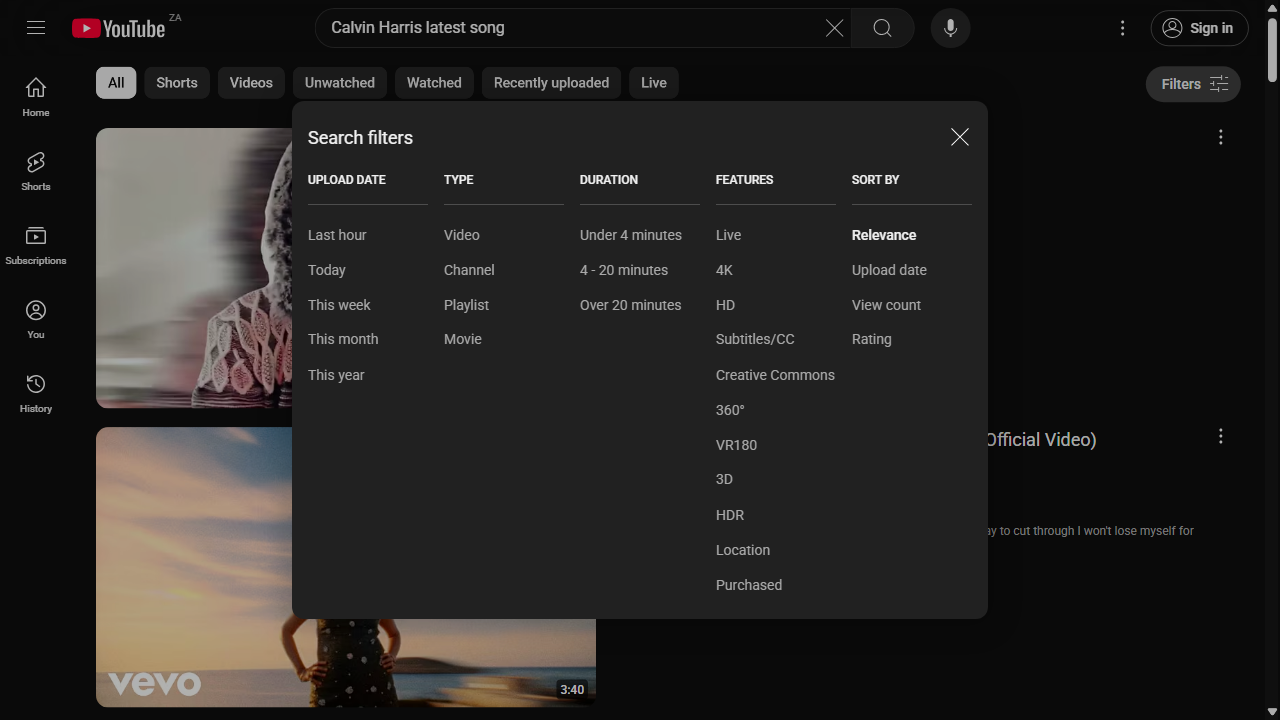 YouTube ZA
Calvin Harris latest song
Sign in
All
Shorts
Videos
Unwatched
Watched
Recently uploaded
Live
Filters
Home
Shorts
Subscriptions
You
History
Search filters
UPLOAD DATE
Last hour
Today
This week
This month
This year
TYPE
Video
Channel
Playlist
Movie
DURATION
Under 4 minutes
4 - 20 minutes
Over 20 minutes
FEATURES
Live
4K
HD
Subtitles/CC
Creative Commons
360°
VR180
3D
HDR
Location
Purchased
SORT BY
Relevance
Upload date
View count
Rating
Official Video)
to cut through I won't lose myself for
vevo
3:40